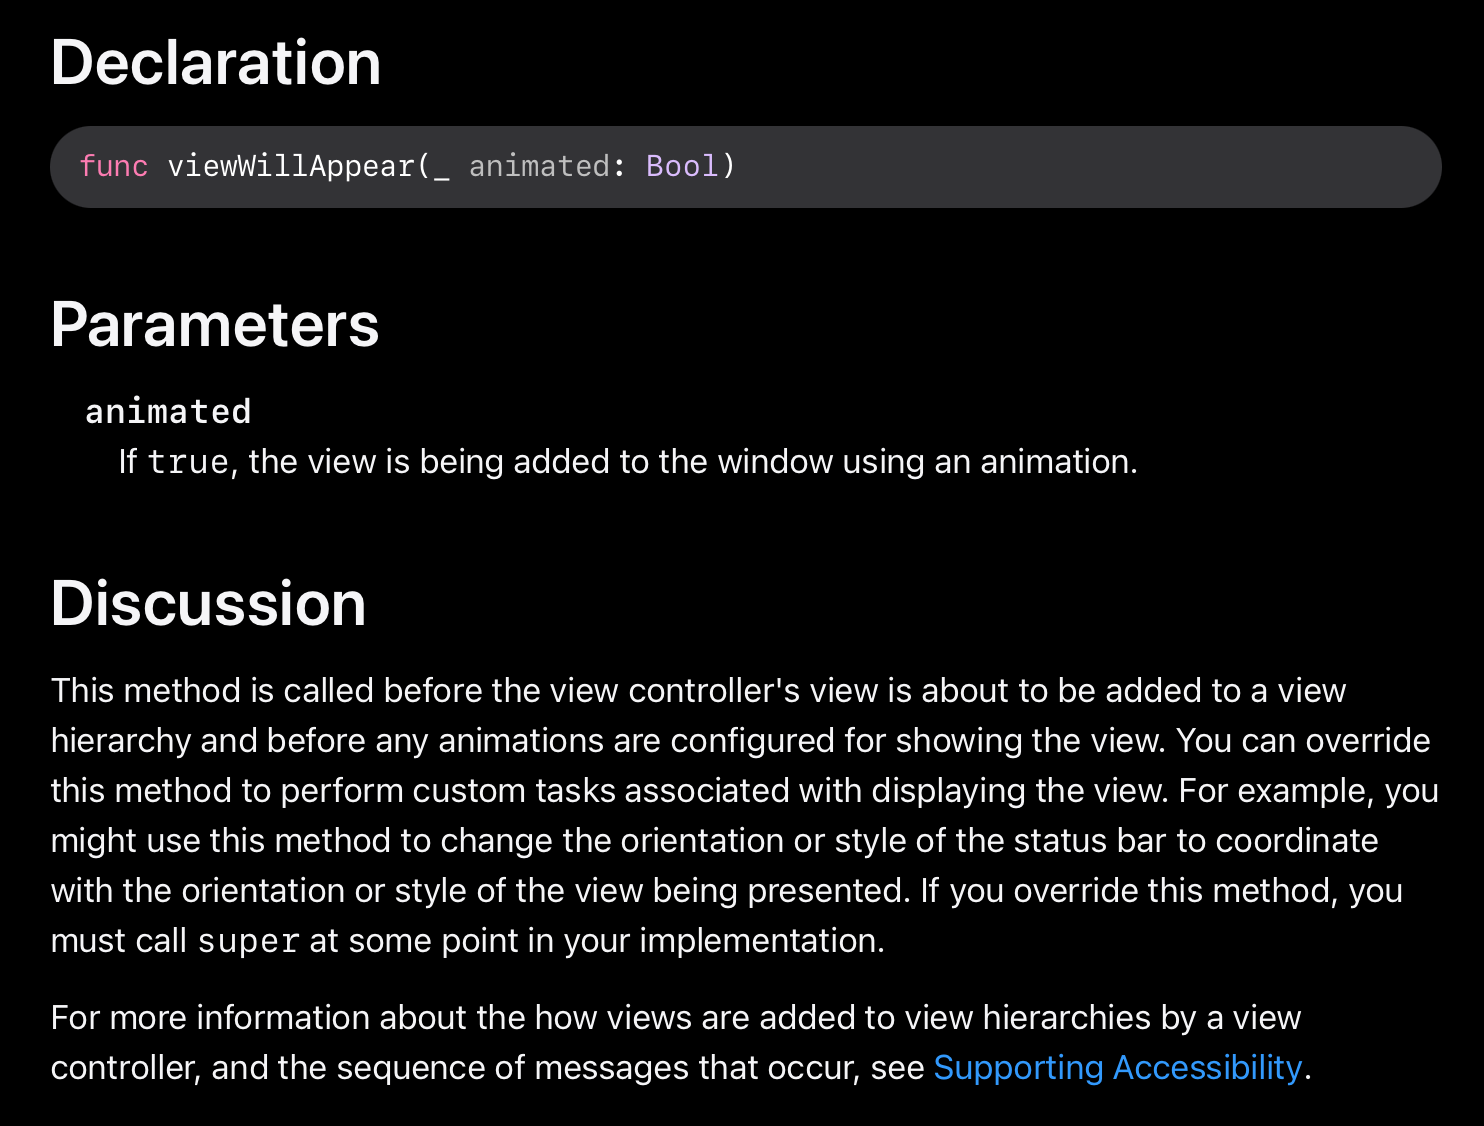 Declaration
func viewWillAppear(_ animated: Bool)
Parameters
animated
If true, the view is being added to the window using an animation.
Discussion
This method is called before the view controller's view is about to be added to a view
hierarchy and before any animations are configured for showing the view. You can override
this method to perform custom tasks associated with displaying the view. For example, you
might use this method to change the orientation or style of the status bar to coordinate
with the orientation or style of the view being presented. If you override this method, you
must call super at some point in your implementation.
For more information about the how views are added to view hierarchies by a view
controller, and the sequence of messages that occur, see Supporting Accessibility.